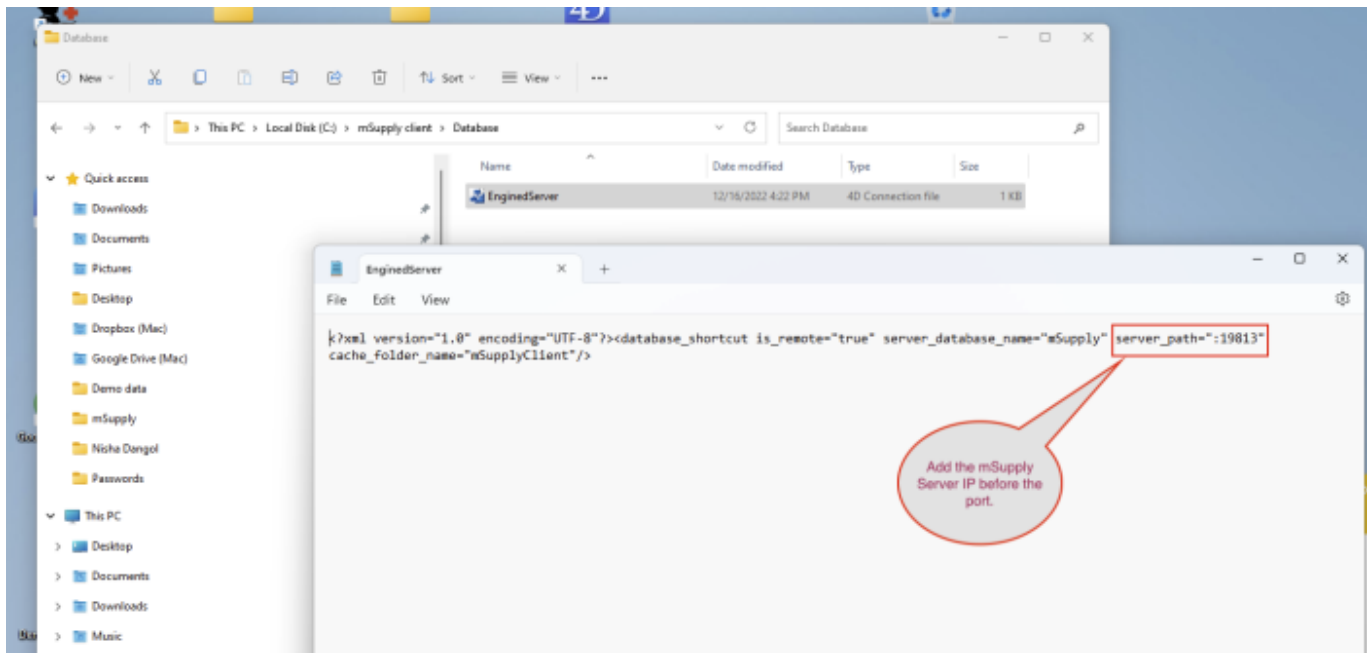 4D
Database
New
Sort
View
This PC > Local Disk (C:) > mSupply client > Database
Search Database
Name
Date modified
Type
Size
Quick access
EnginedServer
12/16/2022 4:22 PM
4D Connection file
1 KB
Downloads
Documents
Pictures
Desktop
Dropbox (Mac)
Google Drive (Mac)
Demo data
mSupply
Nisha Dangol
Passwords
This PC
Desktop
Documents
Downloads
Music
EnginedServer
File Edit View
<?xml version="1.0" encoding="UTF-8"?><database_shortcut is_remote="true" server_database_name="mSupply" server_path=":19813"
cache_folder_name="mSupplyClient"/>
Add the mSupply
Server IP before the
port.